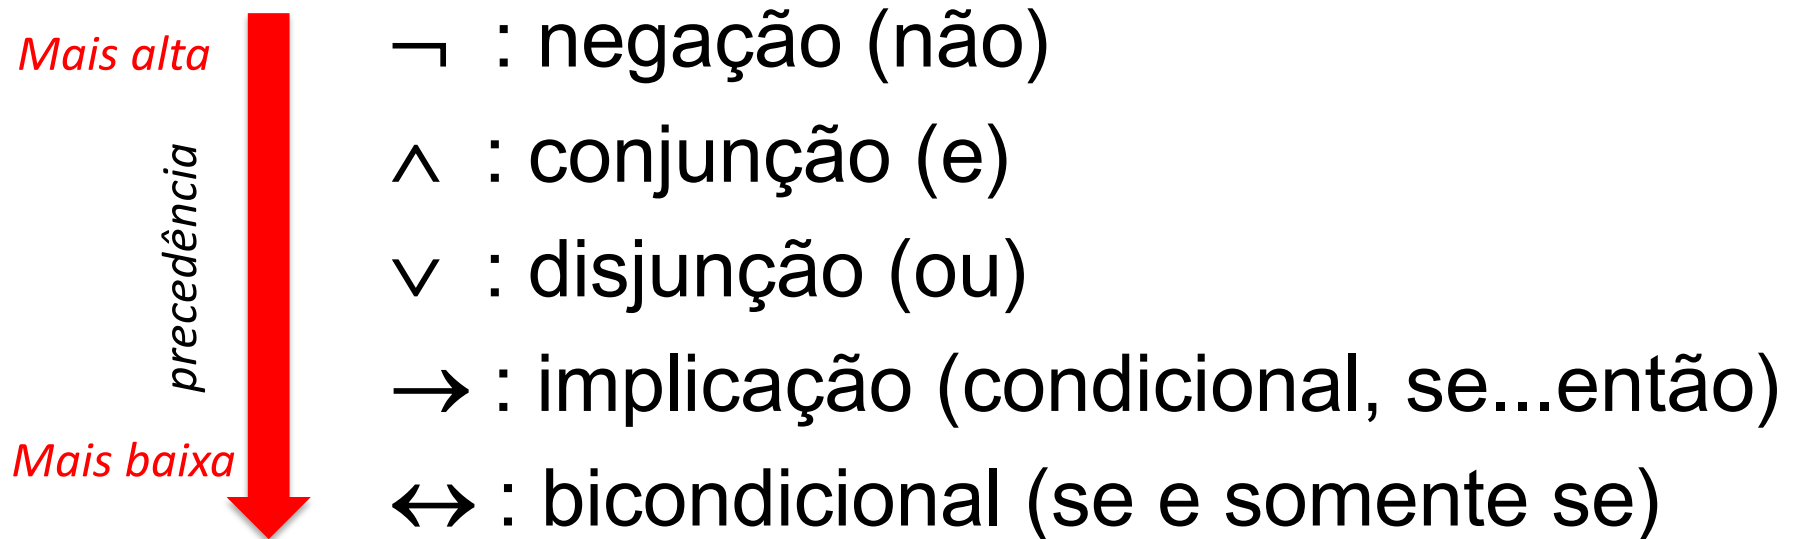 Mais alta
precedência
Mais baixa
¬ : negação (não)
∧ : conjunção (e)
∨ : disjunção (ou)
→ : implicação (condicional, se...então)
↔ : bicondicional (se e somente se)